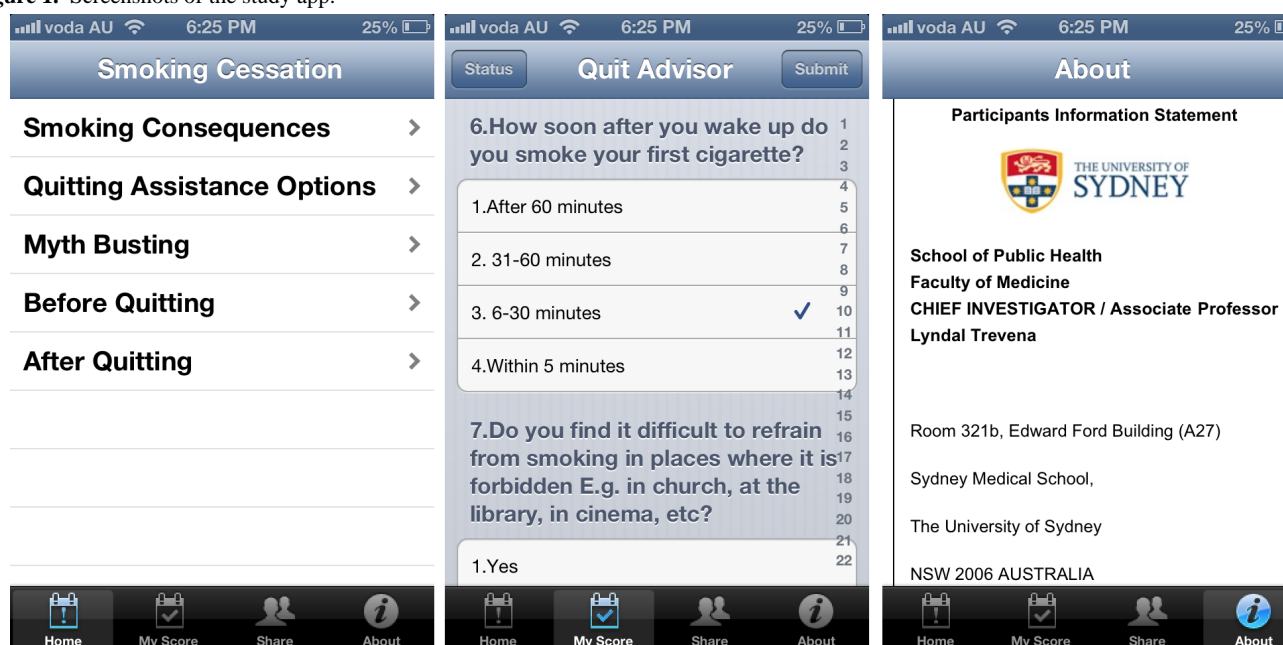 gure 1. Screenshots of the study app.
voda AU 6:25 PM 25%
Smoking Cessation
Smoking Consequences
Quitting Assistance Options
Myth Busting
Before Quitting
After Quitting
Home My Score Share About
voda AU 6:25 PM 25%
Status Quit Advisor Submit
6.How soon after you wake up do
you smoke your first cigarette?
1.After 60 minutes
2. 31-60 minutes
3. 6-30 minutes
4.Within 5 minutes
7.Do you find it difficult to refrain
from smoking in places where it is
forbidden E.g. in church, at the
library, in cinema, etc?
1.Yes
1
2
3
4
5
6
7
8
9
10
11
12
13
14
15
16
17
18
19
20
21
22
Home My Score Share About
voda AU 6:25 PM 25%
About
Participants Information Statement
THE UNIVERSITY OF
SYDNEY
School of Public Health
Faculty of Medicine
CHIEF INVESTIGATOR / Associate Professor
Lyndal Trevena
Room 321b, Edward Ford Building (A27)
Sydney Medical School,
The University of Sydney
NSW 2006 AUSTRALIA
Home My Score Share About